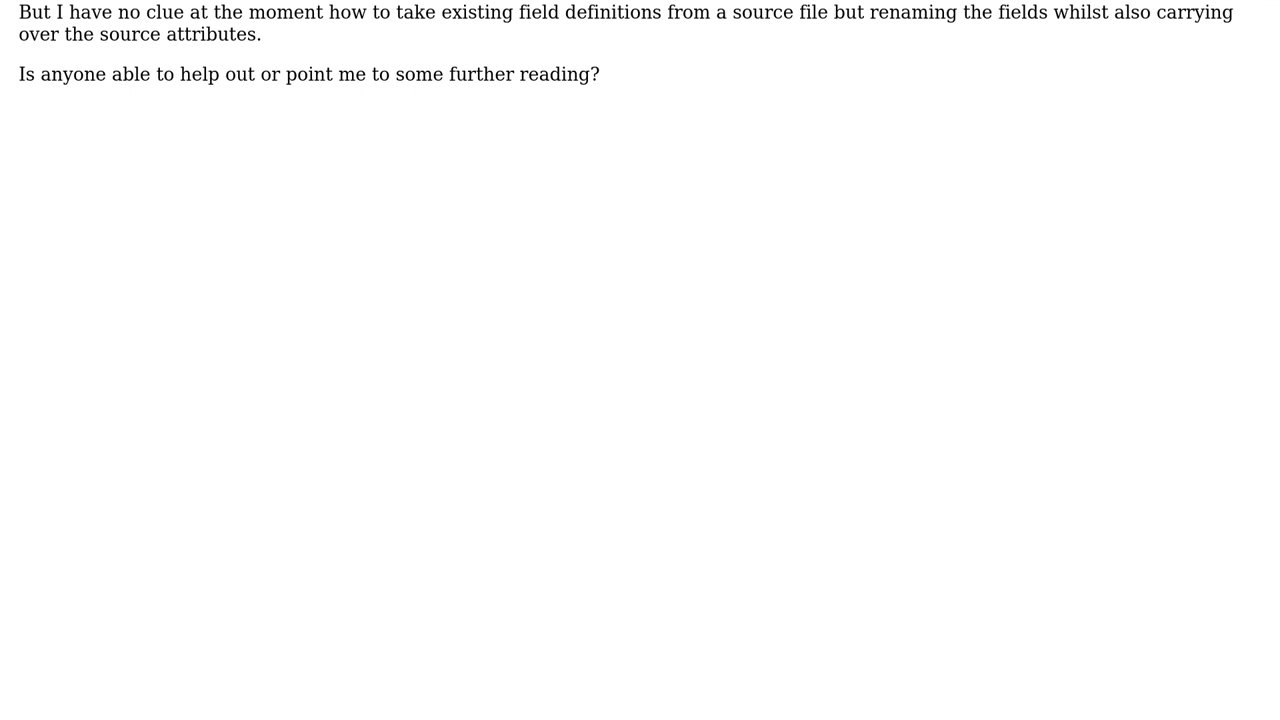 But I have no clue at the moment how to take existing field definitions from a source file but renaming the fields whilst also carrying
over the source attributes.
Is anyone able to help out or point me to some further reading?